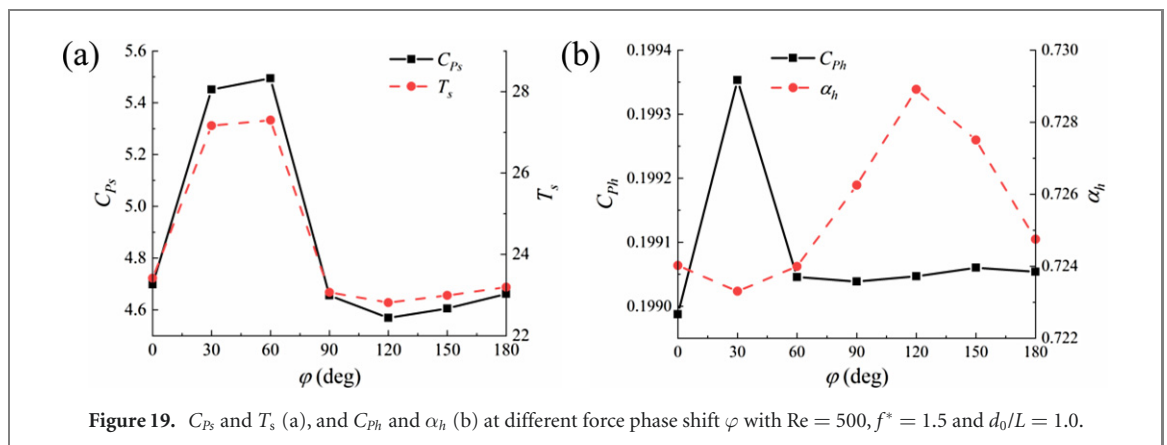 (a)
5.6
5.4
5.2
5.0
4.8
4.6
C_Ps
28
26
24
22
T_s
C_Ps
T_s
0 30 60 90 120 150 180
φ (deg)
(b)
0.1994
0.1993
0.1992
0.1991
0.1990
C_Ph
0.730
0.728
0.726
0.724
0.722
α_h
C_Ph
α_h
0 30 60 90 120 150 180
φ (deg)
Figure 19. C_Ps and T_s (a), and C_Ph and α_h (b) at different force phase shift φ with Re = 500, f* = 1.5 and d_0/L = 1.0.